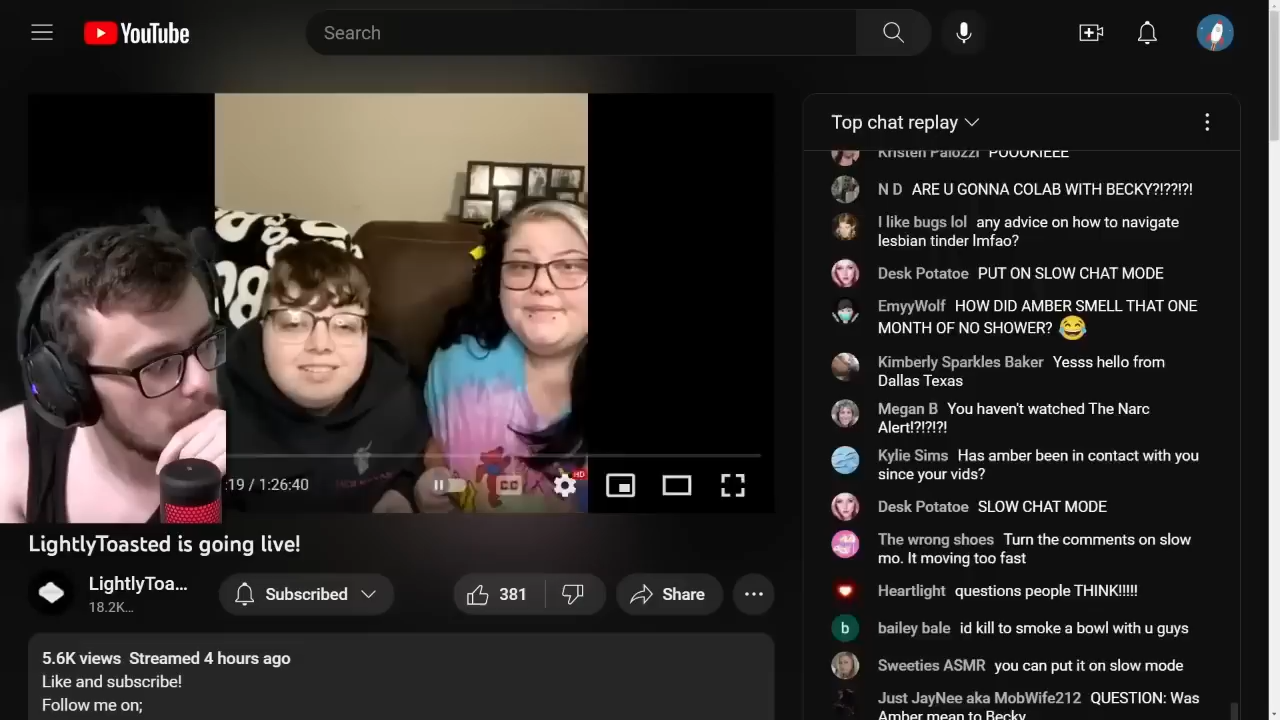 YouTube
Search
Top chat replay
Kristen Palozzi POOOKIEEE
N D ARE U GONNA COLAB WITH BECKY?!??!?!
I like bugs lol any advice on how to navigate
lesbian tinder lmfao?
Desk Potatoe PUT ON SLOW CHAT MODE
EmyyWolf HOW DID AMBER SMELL THAT ONE
MONTH OF NO SHOWER? 😂
Kimberly Sparkles Baker Yesss hello from
Dallas Texas
Megan B You haven't watched The Narc
Alert!?!?!?!
Kylie Sims Has amber been in contact with you
since your vids?
Desk Potatoe SLOW CHAT MODE
The wrong shoes Turn the comments on slow
mo. It moving too fast
Heartlight questions people THINK!!!!!
b bailey bale id kill to smoke a bowl with u guys
Sweeties ASMR you can put it on slow mode
Just JayNee aka MobWife212 QUESTION: Was
Amber mean to Becky
:19 / 1:26:40
CC
HD
LightlyToasted is going live!
LightlyToa...
18.2K...
Subscribed
381
Share
5.6K views Streamed 4 hours ago
Like and subscribe!
Follow me on;